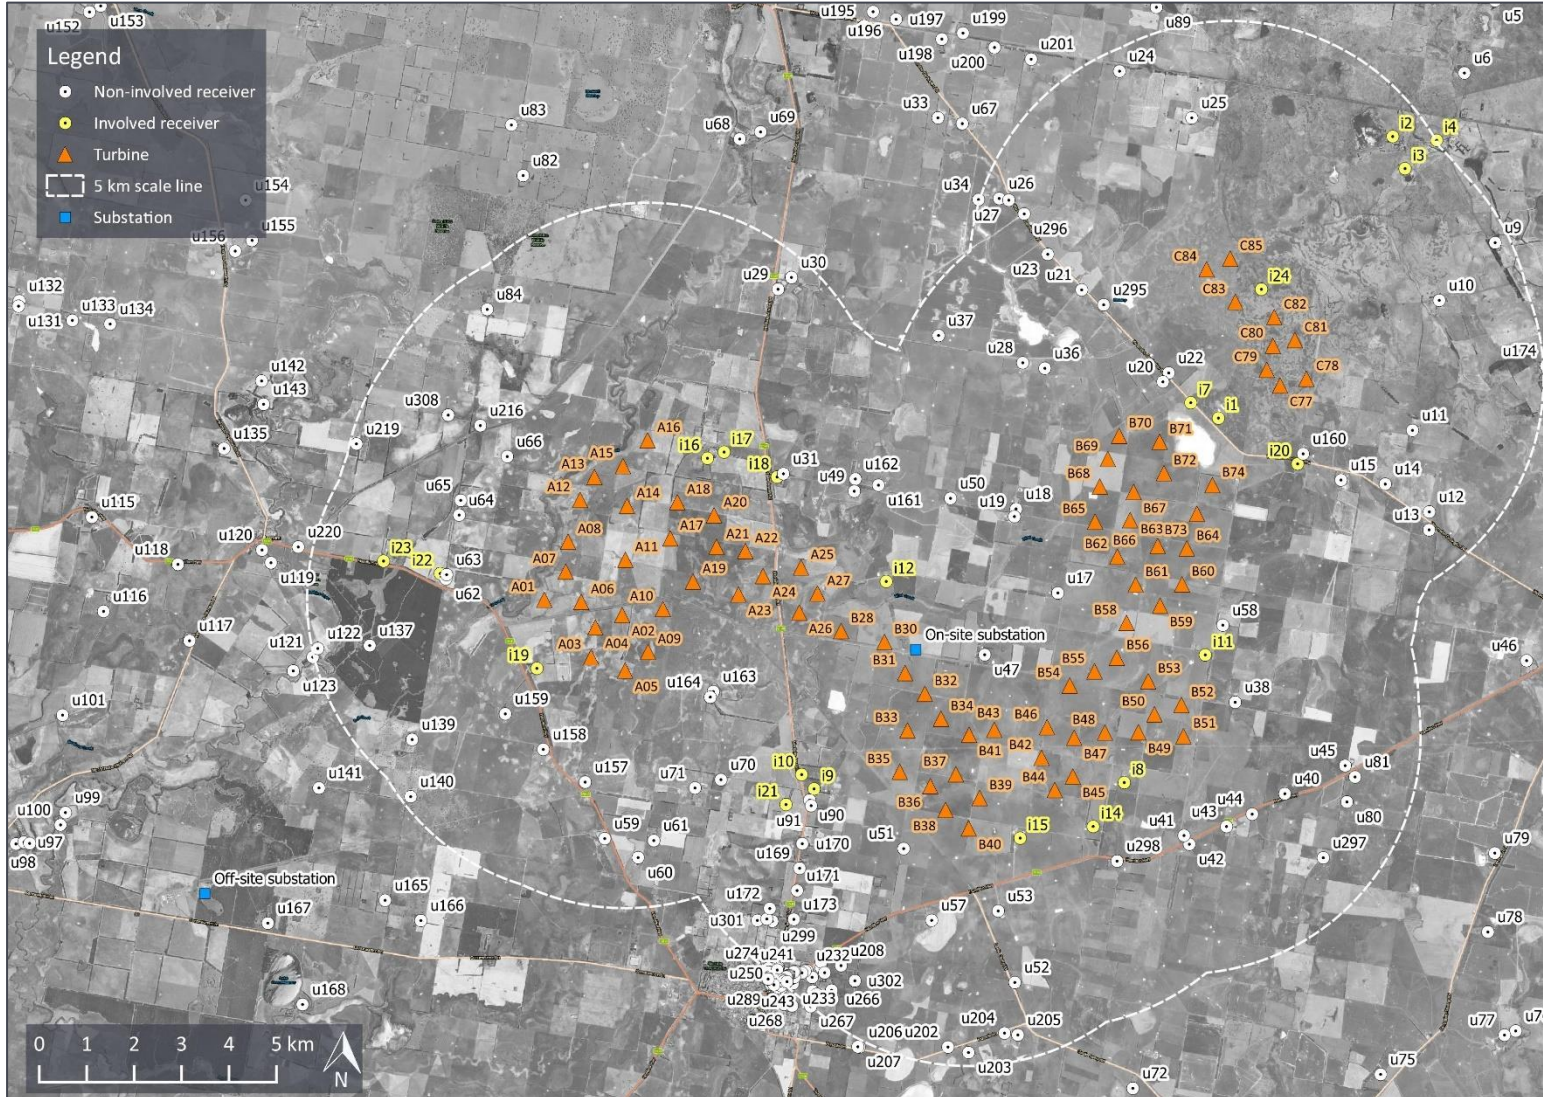 u152
u153
u195
u197
u199
u89
u5
u196
u198
u200
u201
u24
u6
Legend
Non-involved receiver
Involved receiver
Turbine
5 km scale line
Substation
u83
u68
u69
u33
u67
u25
i2
i4
i3
u82
u154
u155
u156
u34
u26
u27
u296
u9
u23
u21
C85
C84
i24
u29
u30
u132
u131
u133
u134
u84
u295
C83
C82
u10
u37
C80
C81
u28
u36
u20
u22
C79
C78
u174
C77
u142
u143
u308
u216
u219
i7
i1
u11
u135
u66
A16
i16
i17
i18
u31
B70
B71
A15
A13
B69
B72
i20
u160
u15
u14
u162
u49
u161
u50
B68
B74
A12
A14
A18
A20
u65
u64
u19
u18
B67
u12
u13
u115
A08
A17
A21
A22
B65
B63
B73
B64
u118
u120
u220
i23
i22
u63
A07
A11
A25
i12
B62
B66
u119
u62
A01
A06
A10
A19
A24
A27
u17
B61
B60
u116
A23
B58
B59
u58
u117
u121
u122
u137
A03
A04
A02
A09
A26
B28
B30
On-site substation
i11
u123
i19
A05
B31
u47
B56
B55
B54
B53
u46
u101
u159
u164
u163
B32
B52
u38
u139
u158
B33
B34
B43
B46
B48
B50
B51
B41
B42
B47
B49
u141
u140
u157
u71
u70
i10
i9
B35
B37
B44
B45
i8
u45
u81
u40
u100
u99
i21
u91
u90
B36
B39
u44
u43
u80
u97
u98
u59
u61
B38
B40
i15
i14
u51
u41
u42
u60
u169
u170
u298
u297
u79
u171
Off-site substation
u165
u166
u167
u172
u173
u301
u57
u53
u299
u78
u274
u241
u232
u208
u250
u302
u52
u289
u243
u233
u266
u168
u268
u267
u206
u202
u204
u205
u207
u203
u77
u75
u72
0 1 2 3 4 5 km
N